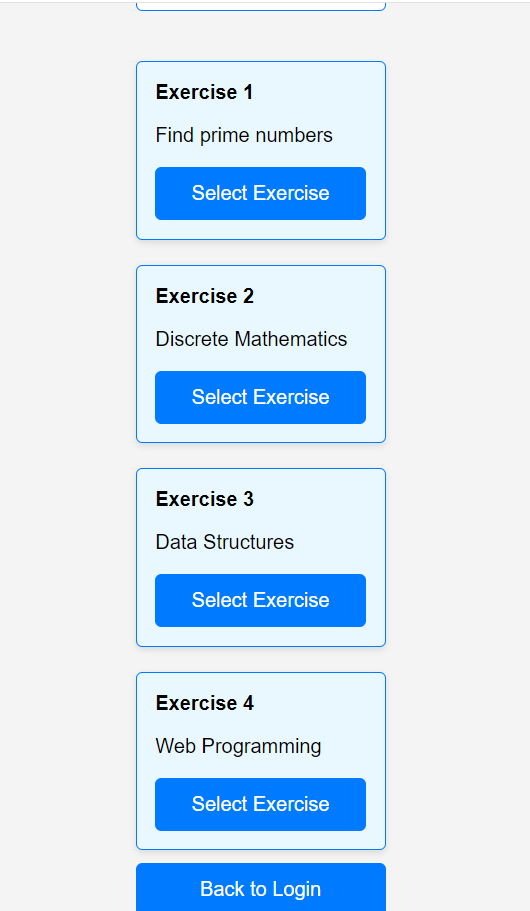 Exercise 1
Find prime numbers
Select Exercise
Exercise 2
Discrete Mathematics
Select Exercise
Exercise 3
Data Structures
Select Exercise
Exercise 4
Web Programming
Select Exercise
Back to Login